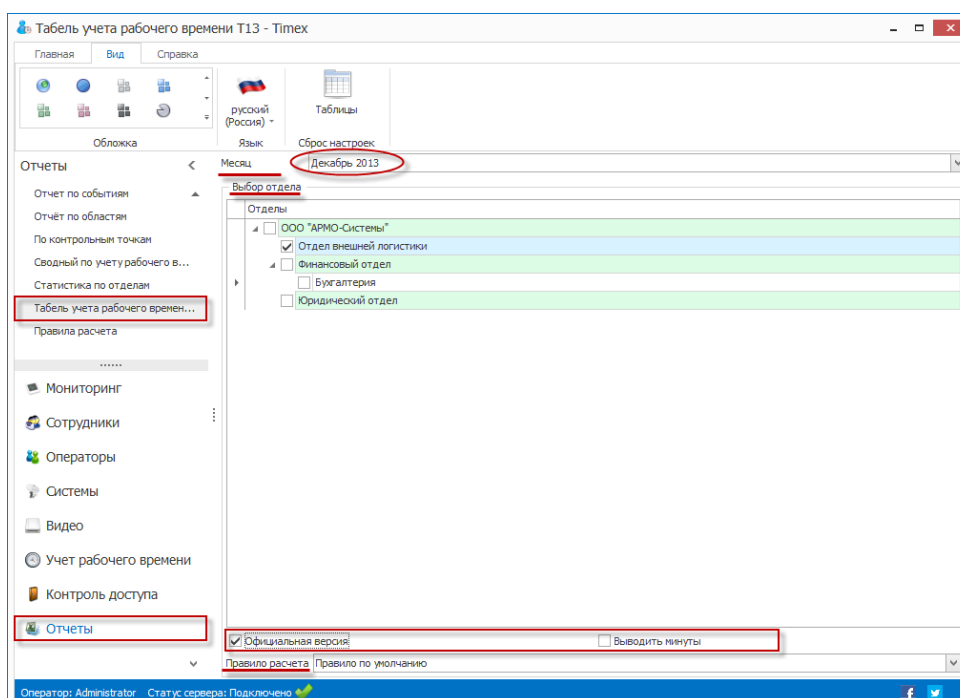 Табель учета рабочего времени Т13 - Timex
Главная Вид Справка
русский (Россия)
Таблицы
Обложка Язык Сброс настроек
Отчеты
Месяц Декабрь 2013
Отчет по событиям
Отчёт по областям
По контрольным точкам
Сводный по учету рабочего в...
Статистика по отделам
Табель учета рабочего времен...
Правила расчета
Выбор отдела
Отделы
ООО "АРМО-Системы"
Отдел внешней логистики
Финансовый отдел
Бухгалтерия
Юридический отдел
Мониторинг
Сотрудники
Операторы
Системы
Видео
Учет рабочего времени
Контроль доступа
Отчеты
Официальная версия Выводить минуты
Правило расчета Правило по умолчанию
Оператор: Administrator Статус сервера: Подключено